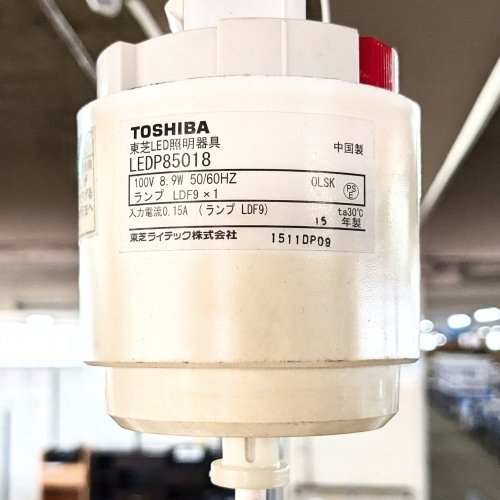 TOSHIBA
東芝LED照明器具 中国製
LEDP85018
100V 8.9W 50/60HZ OLSK PSE
ランプ LDF9×1
入力電流0.15A (ランプ LDF9) ta30℃
15 年製
東芝ライテック株式会社 1511DP09